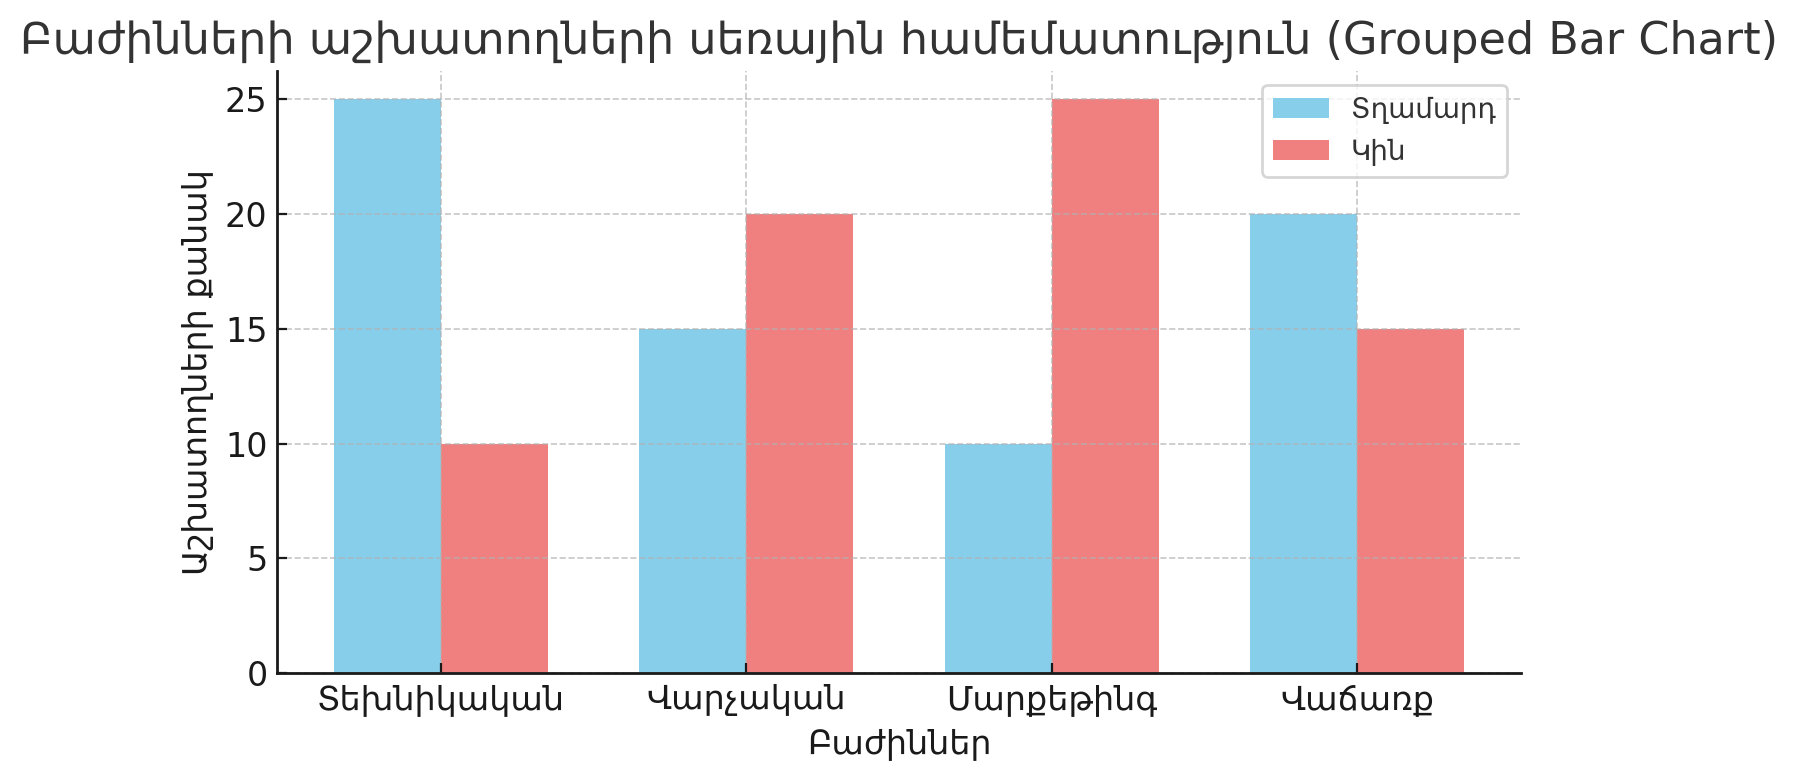 Բաժինների աշխատողների սեռային համեմատություն (Grouped Bar Chart)
Տղամարդ
Կին
Աշխատողների քանակ
25
20
15
10
5
0
Տեխնիկական Վարչական Մարքեթինգ Վաճառք
Բաժիններ